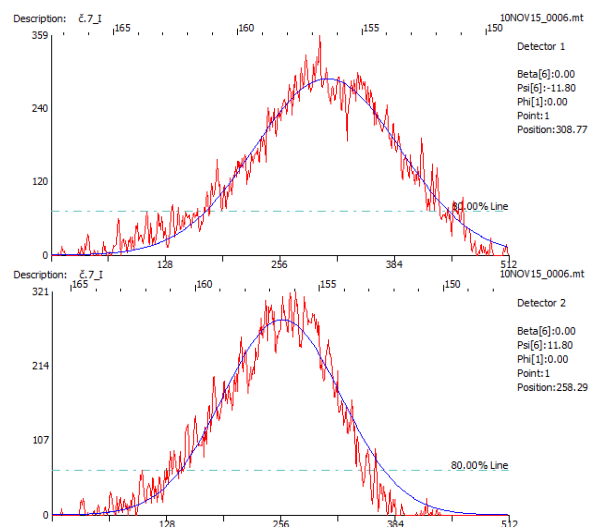 Description: č.7_I 10NOV15_0006.mt
165 160 155 150
359
240
120
0
128 256 384 512
80.00% Line
Detector 1
Beta[6]:0.00
Psi[6]:-11.80
Phi[1]:0.00
Point:1
Position:308.77
Description: č.7_I 10NOV15_0006.mt
165 160 155 150
321
214
107
0
128 256 384 512
80.00% Line
Detector 2
Beta[6]:0.00
Psi[6]:11.80
Phi[1]:0.00
Point:1
Position:258.29